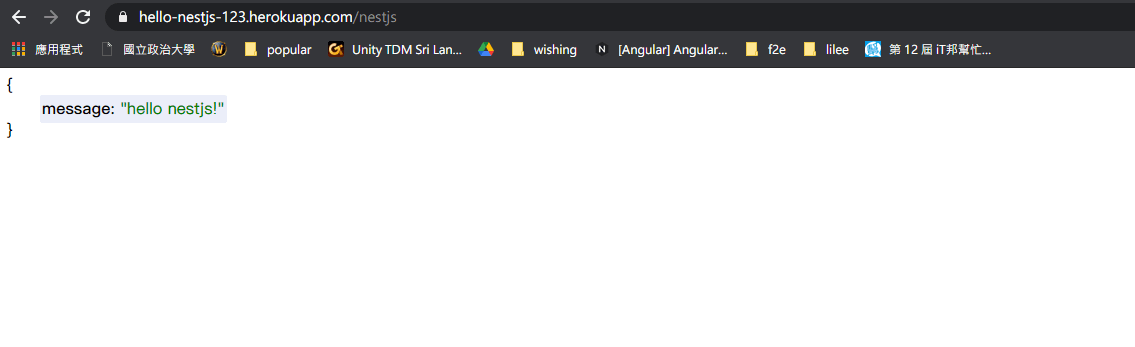 hello-nestjs-123.herokuapp.com/nestjs
應用程式 國立政治大學 W popular Unity TDM Sri Lan... wishing N [Angular] Angular... f2e lilee 第 12 屆 iT邦幫忙...
{
message: "hello nestjs!"
}